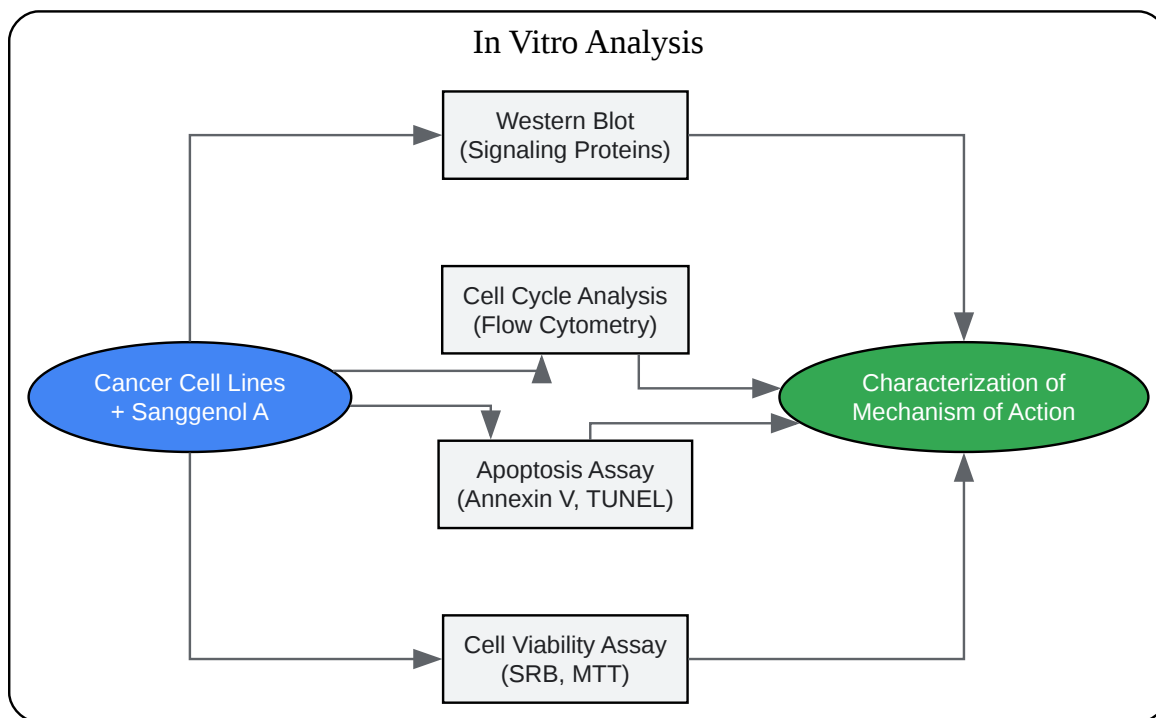 In Vitro Analysis
Western Blot
(Signaling Proteins)
Cell Cycle Analysis
(Flow Cytometry)
Cancer Cell Lines
+ Sanggenol A
Characterization of
Mechanism of Action
Apoptosis Assay
(Annexin V, TUNEL)
Cell Viability Assay
(SRB, MTT)